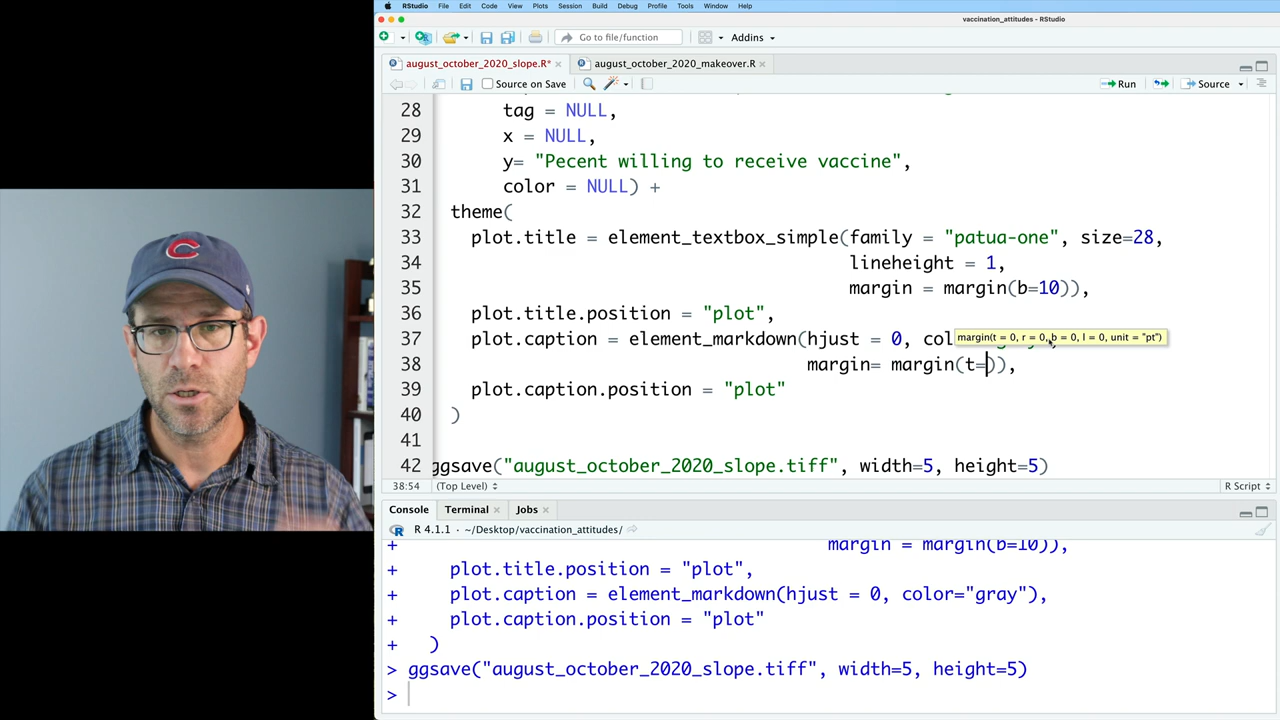 RStudio File Edit Code View Plots Session Build Debug Profile Tools Window Help
vaccination_attitudes - RStudio
Go to file/function Addins
august_october_2020_slope.R* august_october_2020_makeover.R
Source on Save Run Source
28 tag = NULL,
29 x = NULL,
30 y= "Pecent willing to receive vaccine",
31 color = NULL) +
32 theme(
33 plot.title = element_textbox_simple(family = "patua-one", size=28,
34 lineheight = 1,
35 margin = margin(b=10)),
36 plot.title.position = "plot",
37 plot.caption = element_markdown(hjust = 0, col
margin(t = 0, r = 0, b = 0, l = 0, unit = "pt")
38 margin= margin(t=)),
39 plot.caption.position = "plot"
40 )
41
42 ggsave("august_october_2020_slope.tiff", width=5, height=5)
38:54 (Top Level) R Script
Console Terminal Jobs
R 4.1.1 · ~/Desktop/vaccination_attitudes/
+ margin = margin(b=10)),
+ plot.title.position = "plot",
+ plot.caption = element_markdown(hjust = 0, color="gray"),
+ plot.caption.position = "plot"
+ )
> ggsave("august_october_2020_slope.tiff", width=5, height=5)
>